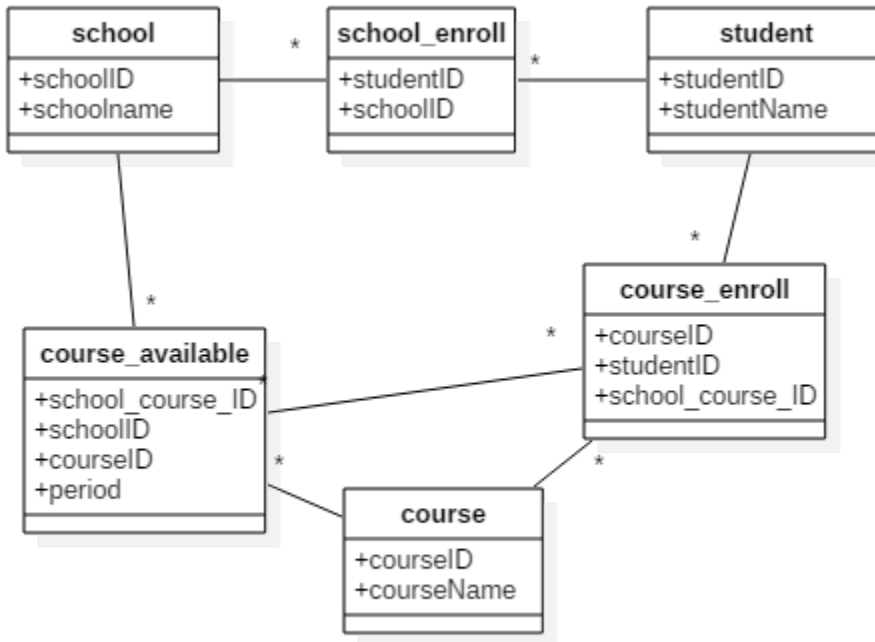 school
+schoolID
+schoolname
*
school_enroll
+studentID
+schoolID
*
student
+studentID
+studentName
*
course_enroll
+courseID
+studentID
+school_course_ID
*
course_available
+school_course_ID
+schoolID
+courseID
+period
*
*
*
*
course
+courseID
+courseName